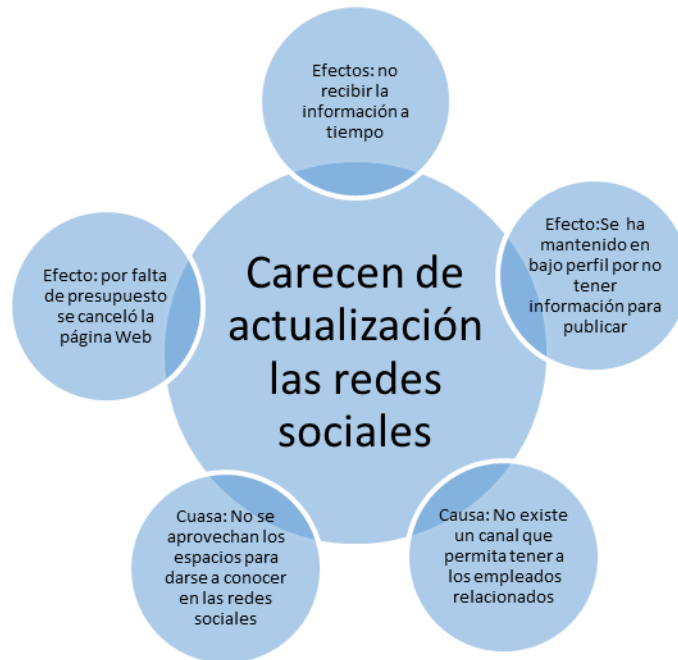 Efectos: no
recibir la
información a
tiempo
Efecto:Se ha
mantenido en
bajo perfil por no
tener
información para
publicar
Efecto: por falta
de presupuesto
se canceló la
página Web
Carecen de
actualización
las redes
sociales
Cuasa: No se
aprovechan los
espacios para
darse a conocer
en las redes
sociales
Causa: No existe
un canal que
permita tener a
los empleados
relacionados